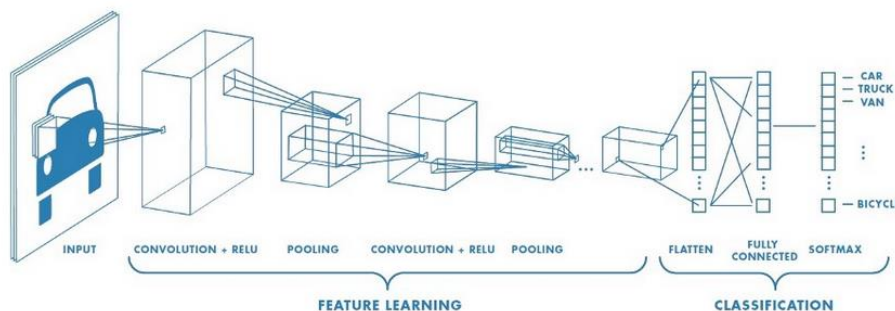 CAR
TRUCK
VAN
BICYCL
INPUT
CONVOLUTION + RELU
POOLING
CONVOLUTION + RELU
POOLING
FLATTEN
FULLY
CONNECTED
SOFTMAX
FEATURE LEARNING
CLASSIFICATION